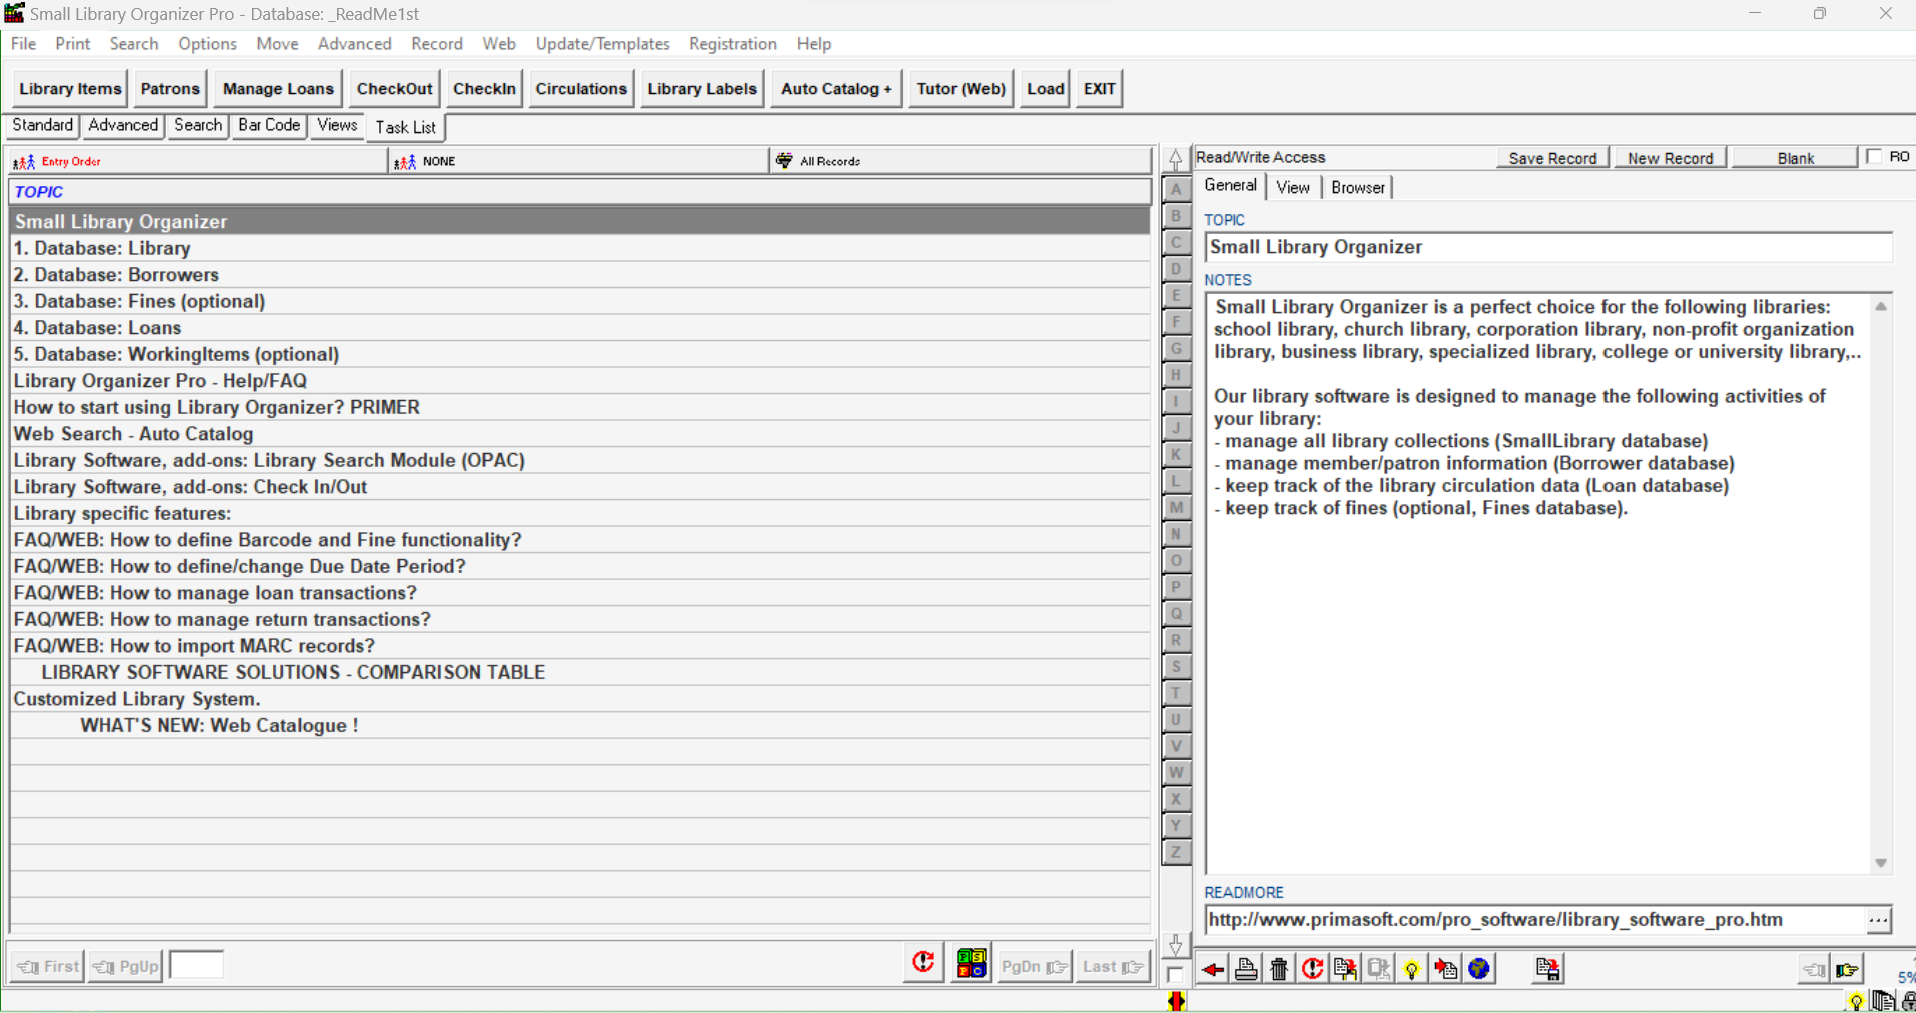 Small Library Organizer Pro - Database: _ReadMe1st
File Print Search Options Move Advanced Record Web Update/Templates Registration Help
Library Items Patrons Manage Loans CheckOut CheckIn Circulations Library Labels Auto Catalog + Tutor (Web) Load EXIT
Standard Advanced Search Bar Code Views Task List
Entry Order NONE All Records
TOPIC
Small Library Organizer
1. Database: Library
2. Database: Borrowers
3. Database: Fines (optional)
4. Database: Loans
5. Database: WorkingItems (optional)
Library Organizer Pro - Help/FAQ
How to start using Library Organizer? PRIMER
Web Search - Auto Catalog
Library Software, add-ons: Library Search Module (OPAC)
Library Software, add-ons: Check In/Out
Library specific features:
FAQ/WEB: How to define Barcode and Fine functionality?
FAQ/WEB: How to define/change Due Date Period?
FAQ/WEB: How to manage loan transactions?
FAQ/WEB: How to manage return transactions?
FAQ/WEB: How to import MARC records?
LIBRARY SOFTWARE SOLUTIONS - COMPARISON TABLE
Customized Library System.
WHAT'S NEW: Web Catalogue !
First PgUp PgDn Last
A
B
C
D
E
F
G
H
I
J
K
L
M
N
O
P
Q
R
S
T
U
V
W
X
Y
Z
Read/Write Access Save Record New Record Blank RO
General View Browser
TOPIC
Small Library Organizer
NOTES
Small Library Organizer is a perfect choice for the following libraries:
school library, church library, corporation library, non-profit organization
library, business library, specialized library, college or university library,..
Our library software is designed to manage the following activities of
your library:
- manage all library collections (SmallLibrary database)
- manage member/patron information (Borrower database)
- keep track of the library circulation data (Loan database)
- keep track of fines (optional, Fines database).
READMORE
http://www.primasoft.com/pro_software/library_software_pro.htm ...
5%